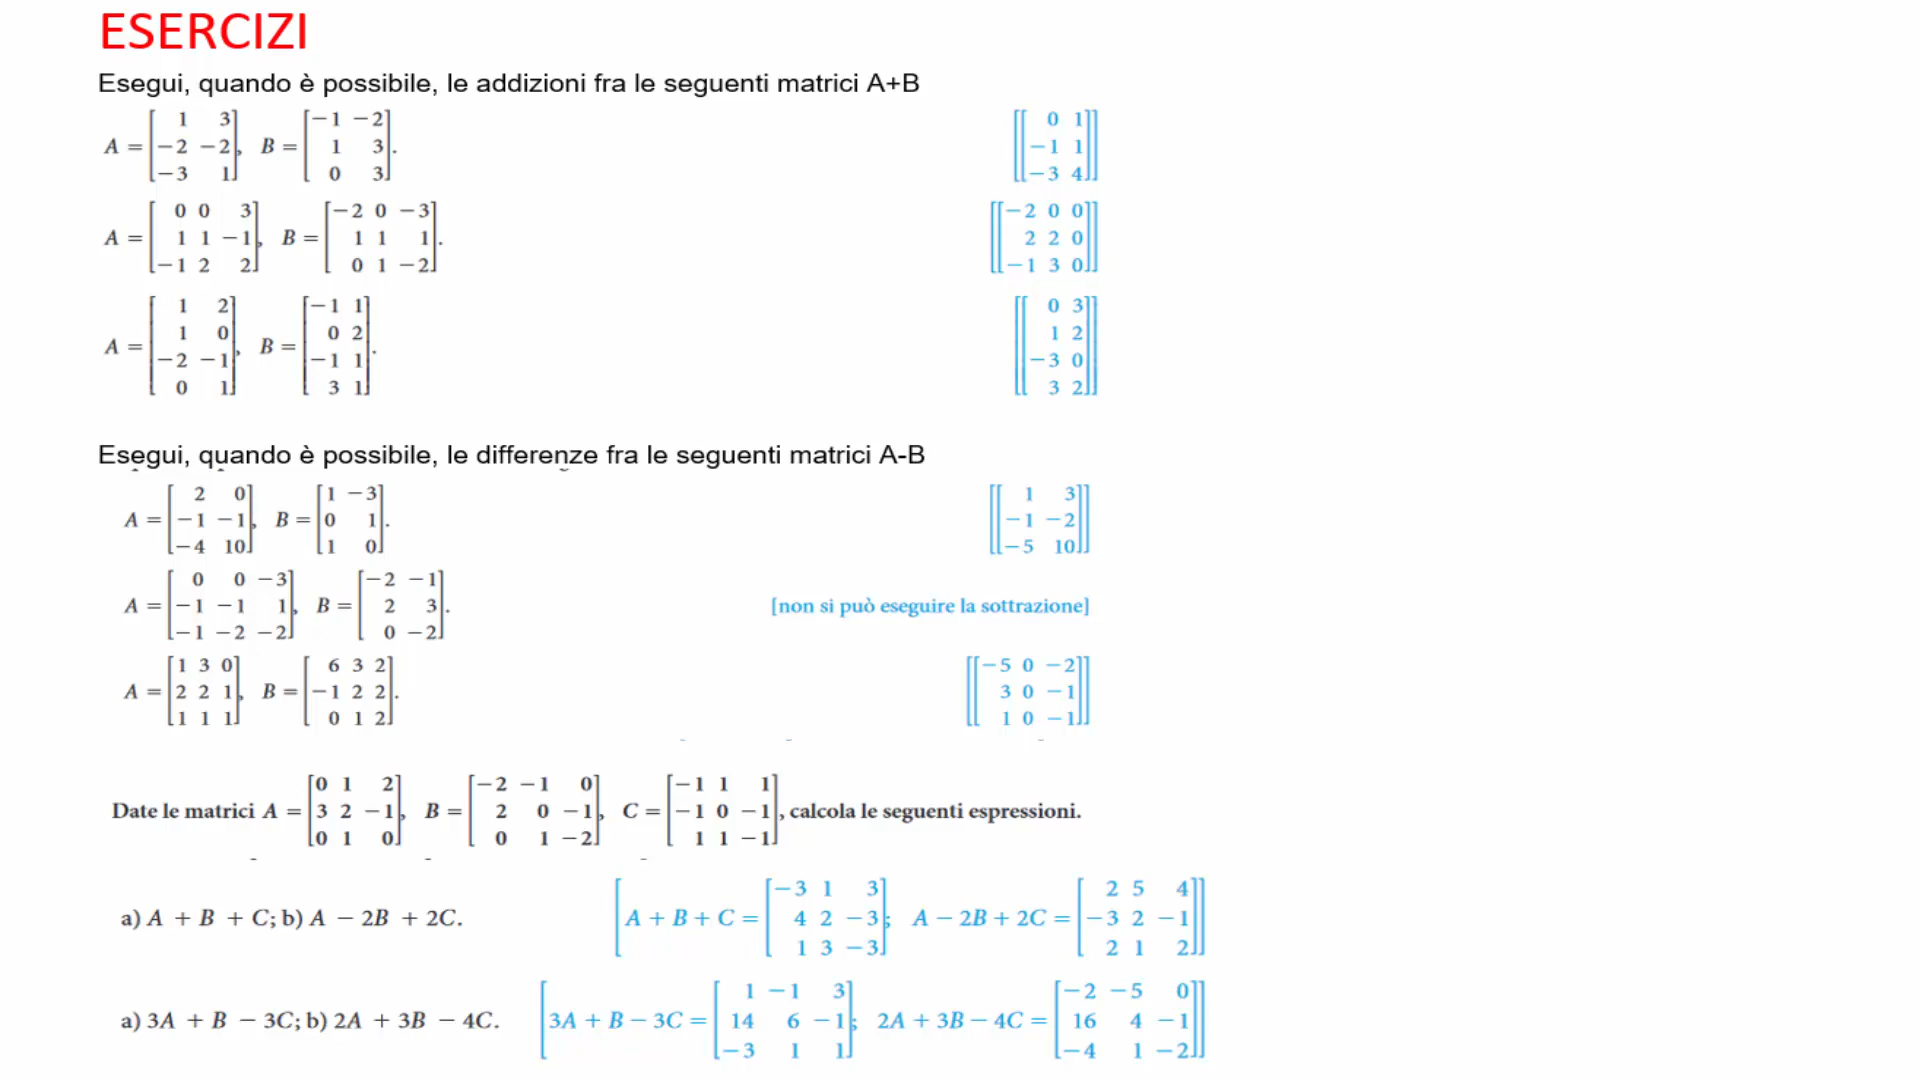 ESERCIZI
Esegui, quando è possibile, le addizioni fra le seguenti matrici A+B
A = [1 3; −2 −2; −3 1], B = [−1 −2; 1 3; 0 3]. [[0 1; −1 1; −3 4]]
A = [0 0 3; 1 1 −1; −1 2 2], B = [−2 0 −3; 1 1 1; 0 1 −2]. [[−2 0 0; 2 2 0; −1 3 0]]
A = [1 2; 1 0; −2 −1; 0 1], B = [−1 1; 0 2; −1 1; 3 1]. [[0 3; 1 2; −3 0; 3 2]]
Esegui, quando è possibile, le differenze fra le seguenti matrici A-B
A = [2 0; −1 −1; −4 10], B = [1 −3; 0 1; 1 0]. [[1 3; −1 −2; −5 10]]
A = [0 0 −3; −1 −1 1; −1 −2 −2], B = [−2 −1; 2 3; 0 −2]. [non si può eseguire la sottrazione]
A = [1 3 0; 2 2 1; 1 1 1], B = [6 3 2; −1 2 2; 0 1 2]. [[−5 0 −2; 3 0 −1; 1 0 −1]]
Date le matrici A = [0 1 2; 3 2 −1; 0 1 0], B = [−2 −1 0; 2 0 −1; 0 1 −2], C = [−1 1 1; −1 0 −1; 1 1 −1], calcola le seguenti espressioni.
a) A + B + C; b) A − 2B + 2C. [A + B + C = [−3 1 3; 4 2 −3; 1 3 −3]; A − 2B + 2C = [2 5 4; −3 2 −1; 2 1 2]]
a) 3A + B − 3C; b) 2A + 3B − 4C. [3A + B − 3C = [1 −1 3; 14 6 −1; −3 1 1]; 2A + 3B − 4C = [−2 −5 0; 16 4 −1; −4 1 −2]]